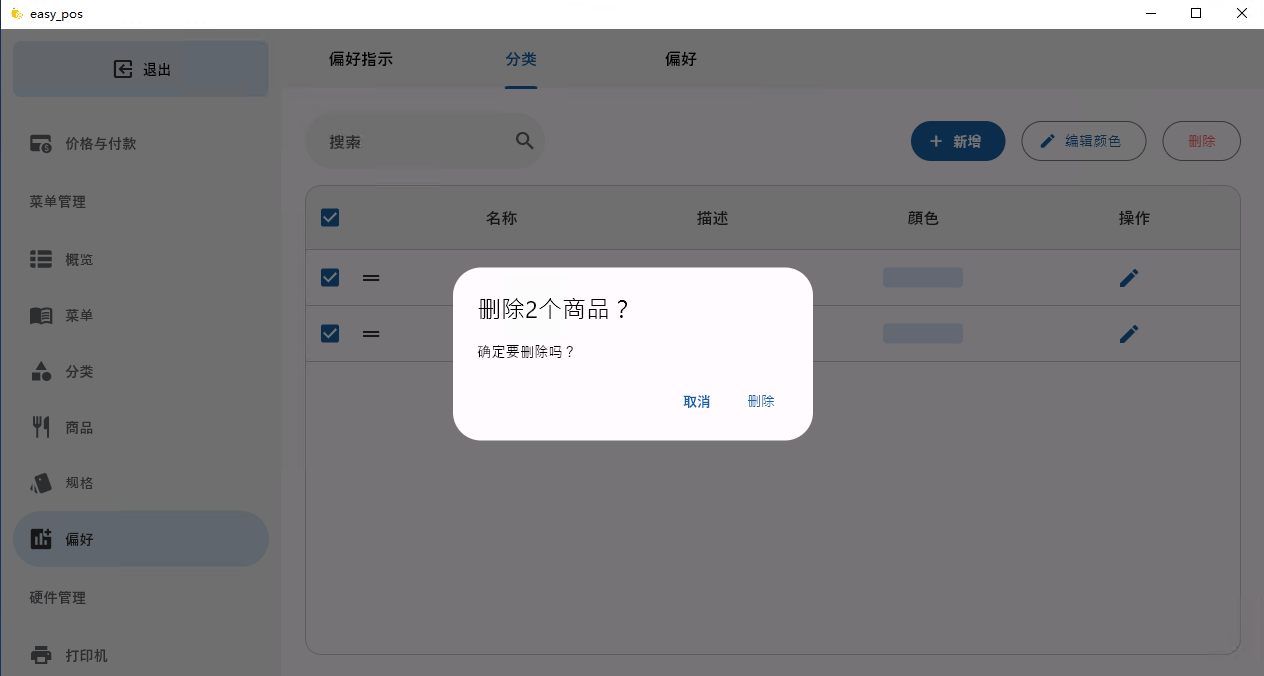 easy_pos
退出
偏好指示 分类 偏好
价格与付款
搜索 新增 编辑颜色 删除
菜单管理
名称 描述 顔色 操作
概览
菜单
分类
商品
规格
偏好
硬件管理
打印机
删除2个商品？
确定要删除吗？
取消 删除